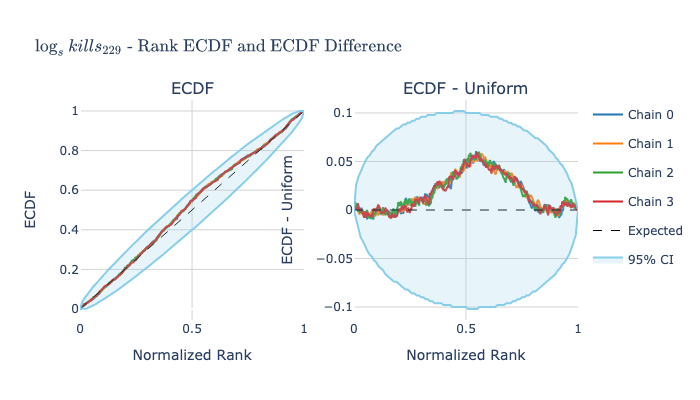 logₛ kills₂₂₉ - Rank ECDF and ECDF Difference
ECDF
ECDF - Uniform
ECDF
1
0.8
0.6
0.4
0.2
0
0
0.5
1
Normalized Rank
ECDF - Uniform
0.1
0.05
0
−0.05
−0.1
0
0.5
1
Normalized Rank
Chain 0
Chain 1
Chain 2
Chain 3
Expected
95% CI